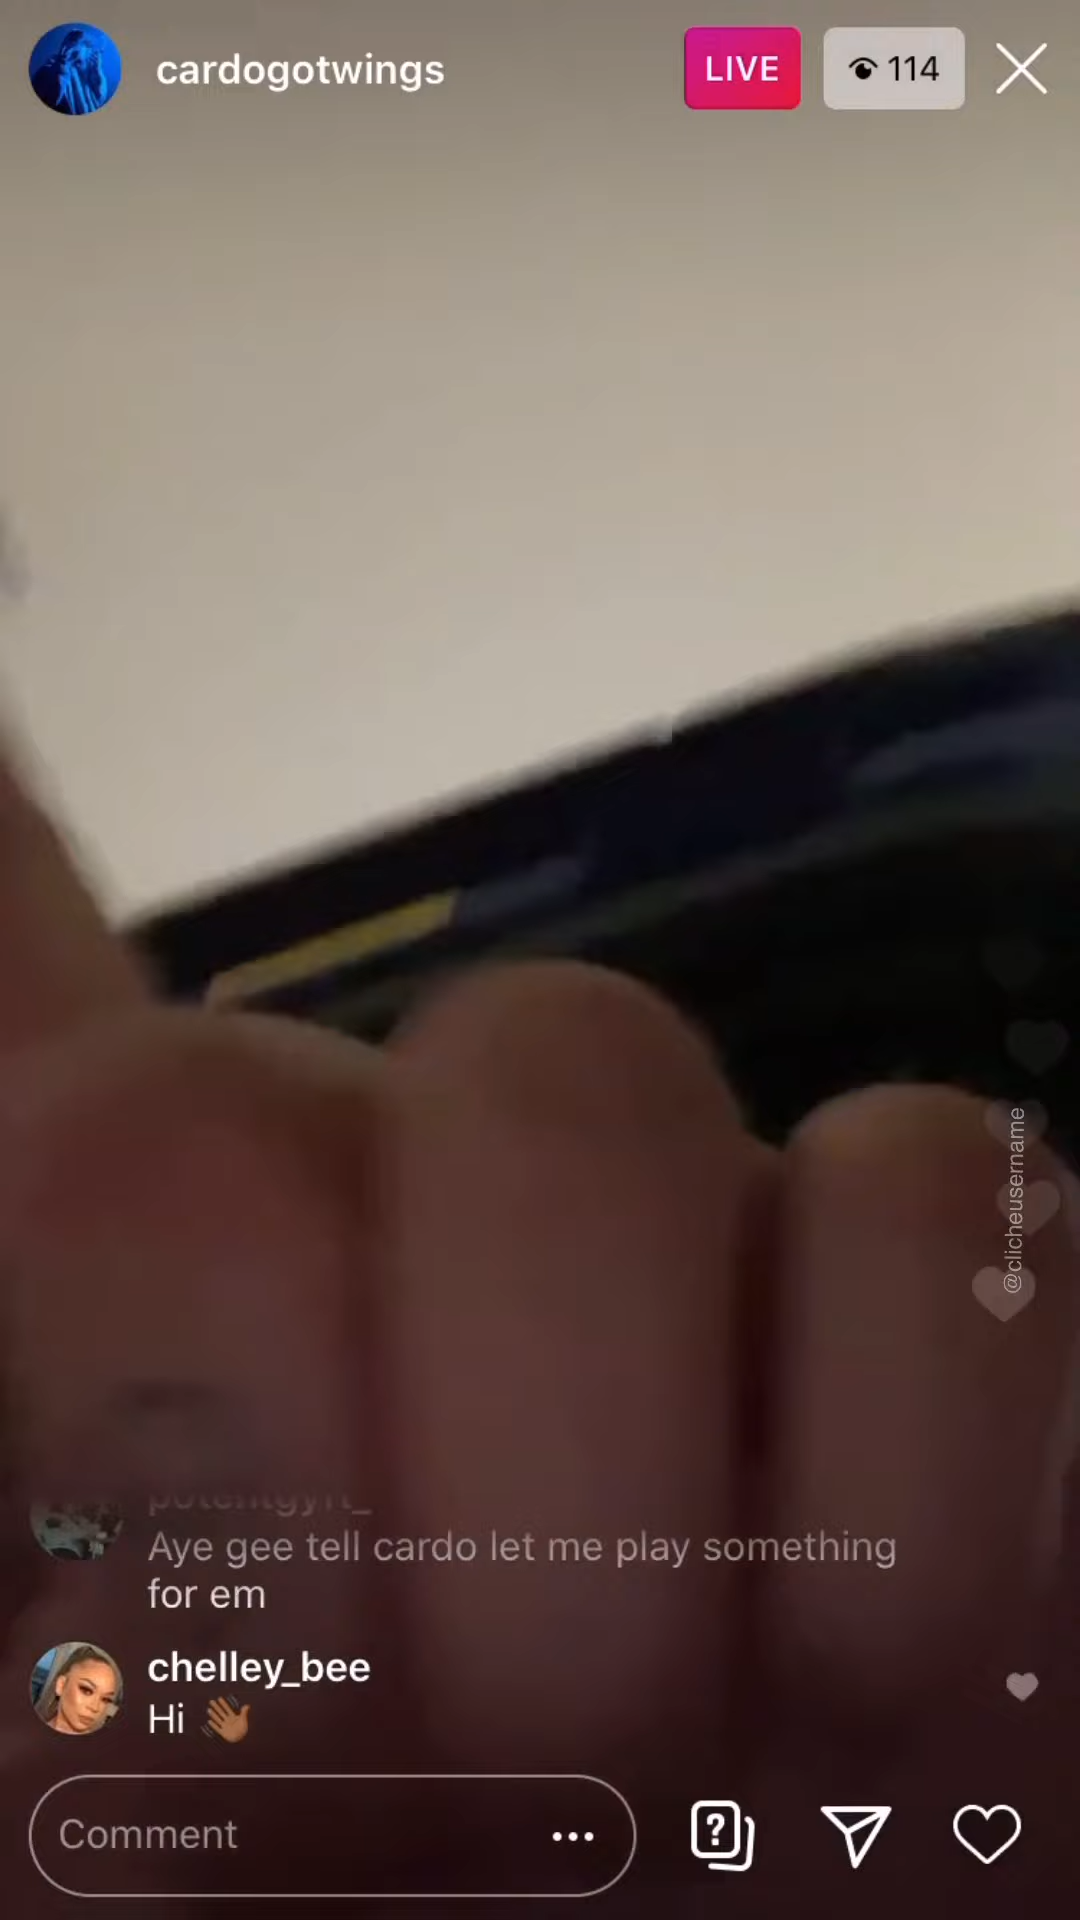 cardogotwings
LIVE
114
@clicheusername
Aye gee tell cardo let me play something
for em
chelley_bee
Hi 👋🏾
Comment